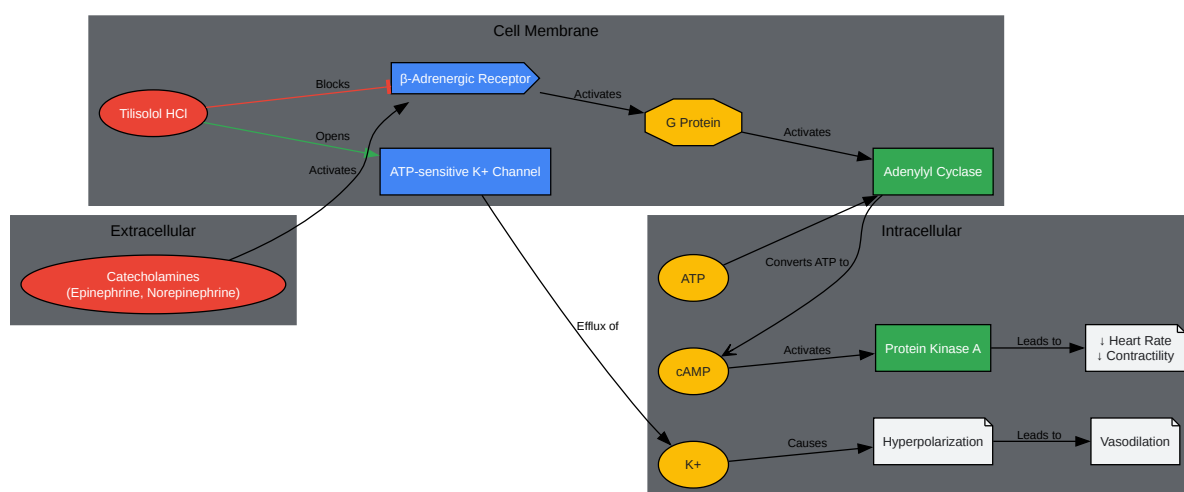 Cell Membrane
Tilisolol HCl
Blocks
β-Adrenergic Receptor
Activates
G Protein
Activates
Opens
Activates
ATP-sensitive K+ Channel
Adenylyl Cyclase
Extracellular
Catecholamines
(Epinephrine, Norepinephrine)
Intracellular
ATP
Converts ATP to
Efflux of
cAMP
Activates
Protein Kinase A
Leads to
↓ Heart Rate
↓ Contractility
K+
Causes
Hyperpolarization
Leads to
Vasodilation